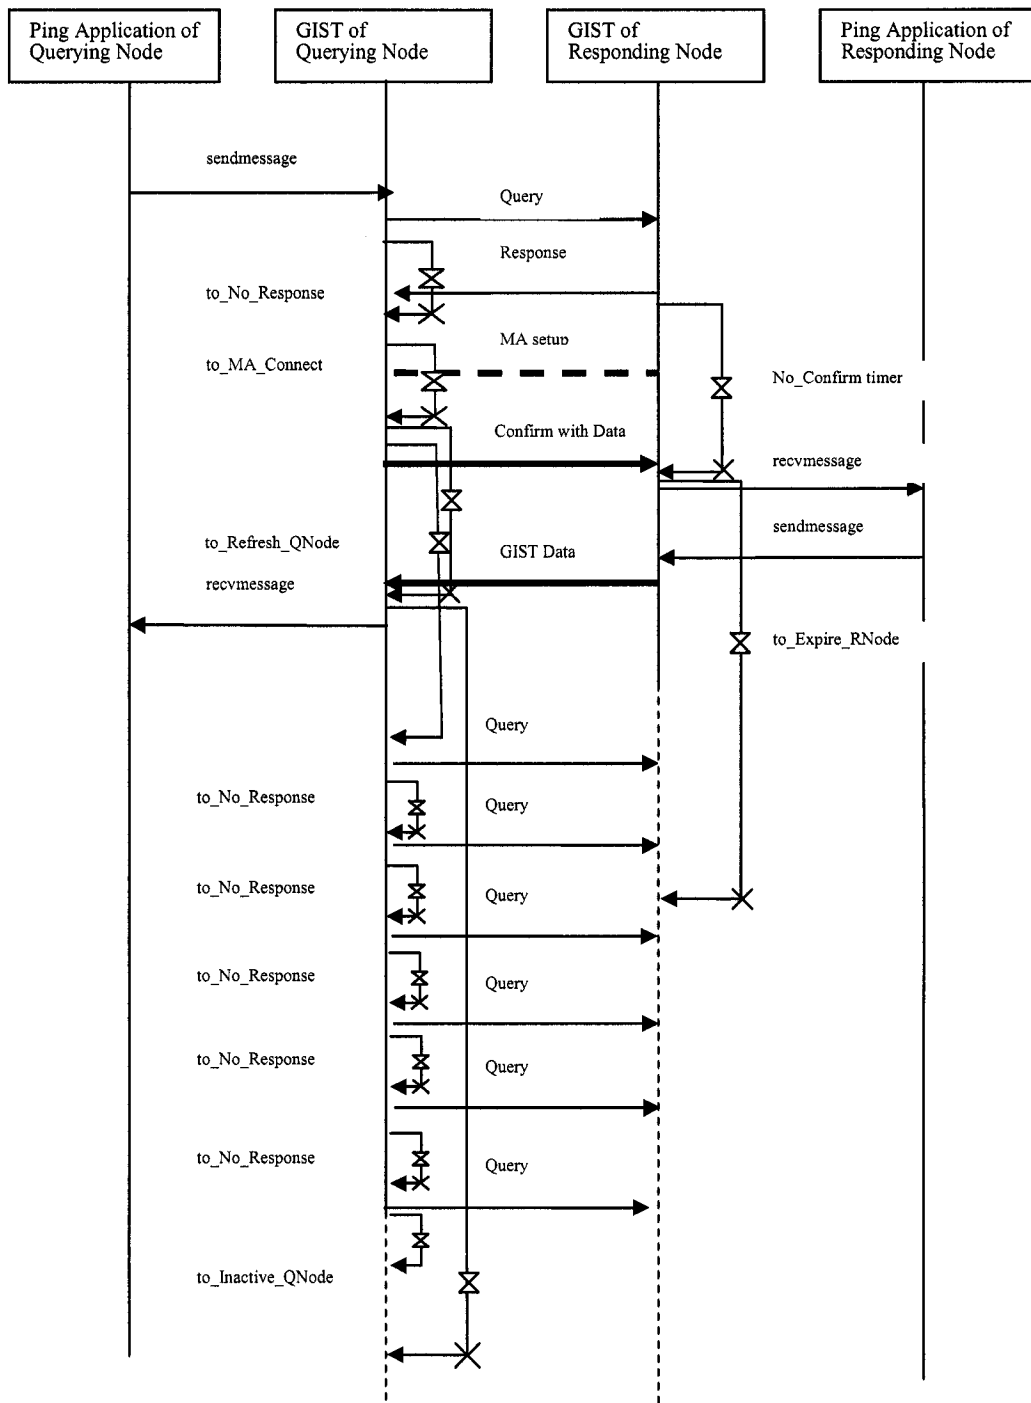 Ping Application of
Querying Node
GIST of
Querying Node
GIST of
Responding Node
Ping Application of
Responding Node
sendmessage
Query
Response
to_No_Response
MA setup
to_MA_Connect
No_Confirm timer
Confirm with Data
recvmessage
sendmessage
to_Refresh_QNode
GIST Data
recvmessage
to_Expire_RNode
Query
to_No_Response
Query
to_No_Response
Query
to_No_Response
Query
to_No_Response
Query
to_No_Response
Query
to_Inactive_QNode